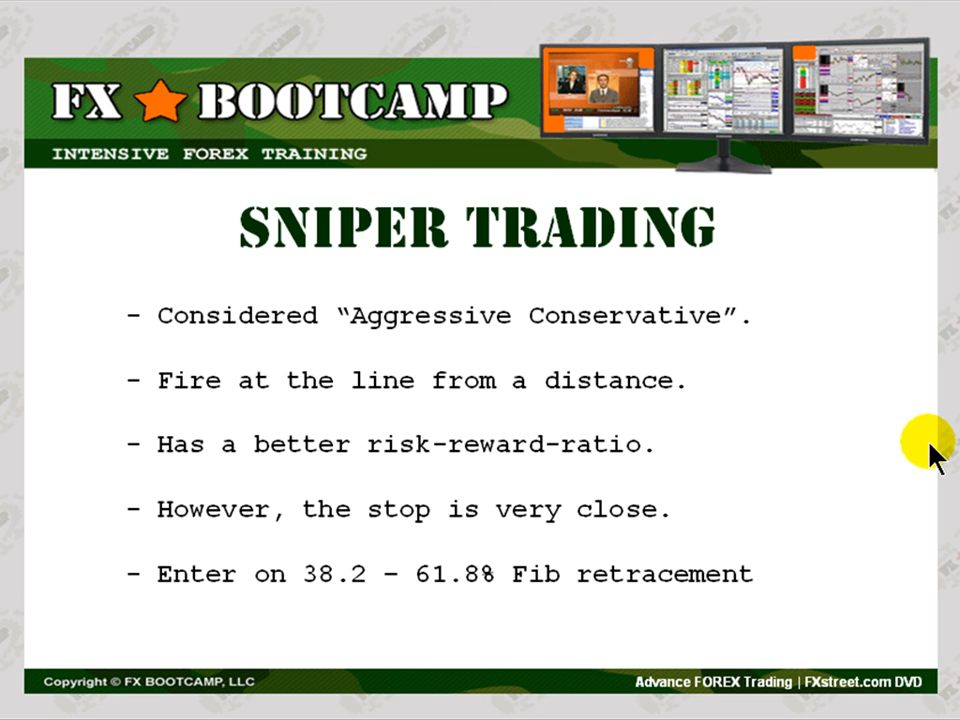 FX BOOTCAMP
INTENSIVE FOREX TRAINING
SNIPER TRADING
- Considered “Aggressive Conservative”.
- Fire at the line from a distance.
- Has a better risk-reward-ratio.
- However, the stop is very close.
- Enter on 38.2 – 61.8% Fib retracement
Copyright © FX BOOTCAMP, LLC
Advance FOREX Trading | FXstreet.com DVD